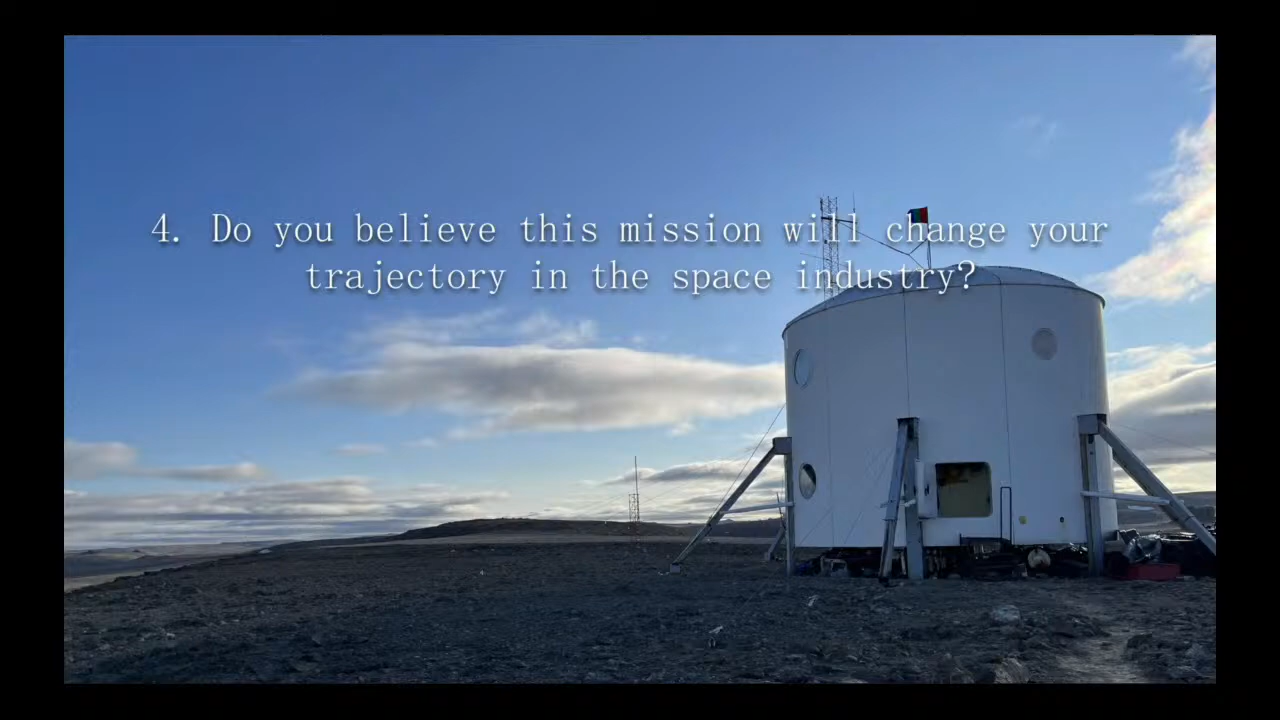 4. Do you believe this mission will change your
trajectory in the space industry?